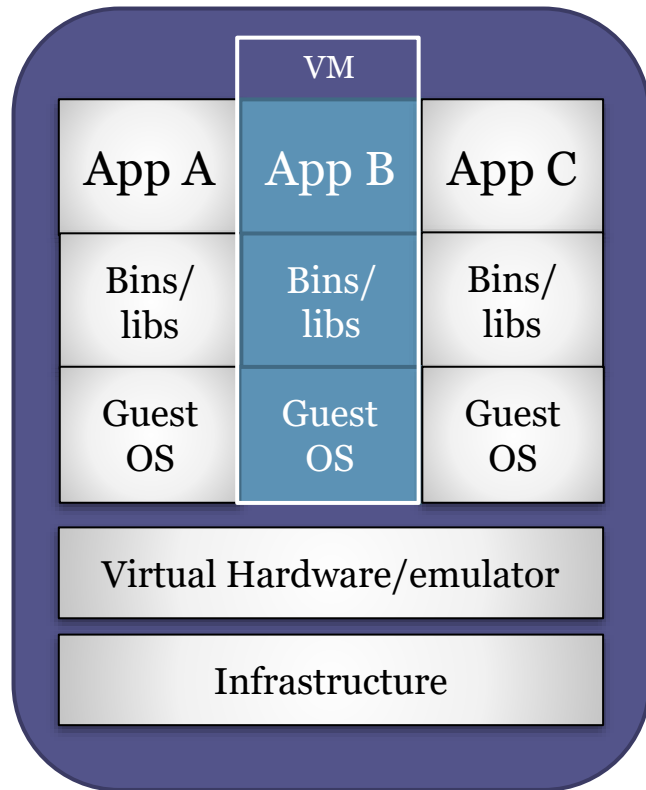 VM
App A
App B
App C
Bins/
libs
Bins/
libs
Bins/
libs
Guest
OS
Guest
OS
Guest
OS
Virtual Hardware/emulator
Infrastructure